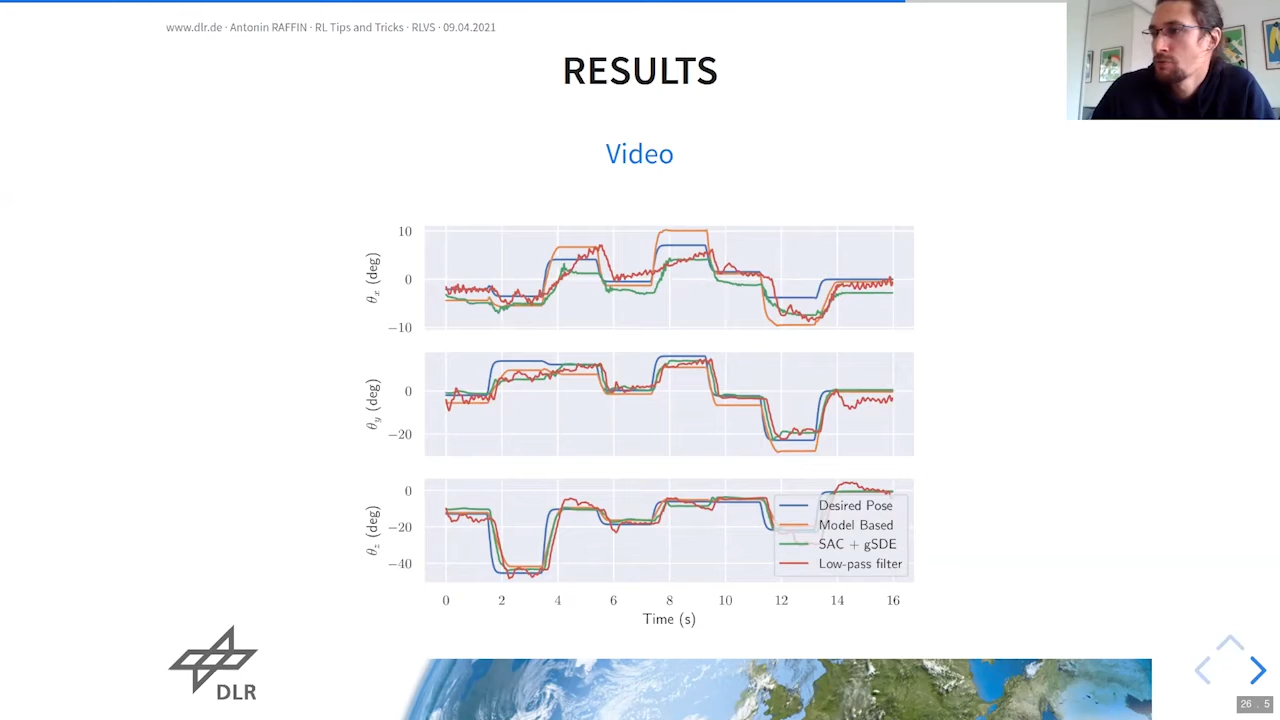 www.dlr.de · Antonin RAFFIN · RL Tips and Tricks · RLVS · 09.04.2021
RESULTS
Video
10
0
−10
θx (deg)
0
−20
θy (deg)
0
−20
−40
θz (deg)
Desired Pose
Model Based
SAC + gSDE
Low-pass filter
0 2 4 6 8 10 12 14 16
Time (s)
DLR
26 . 5